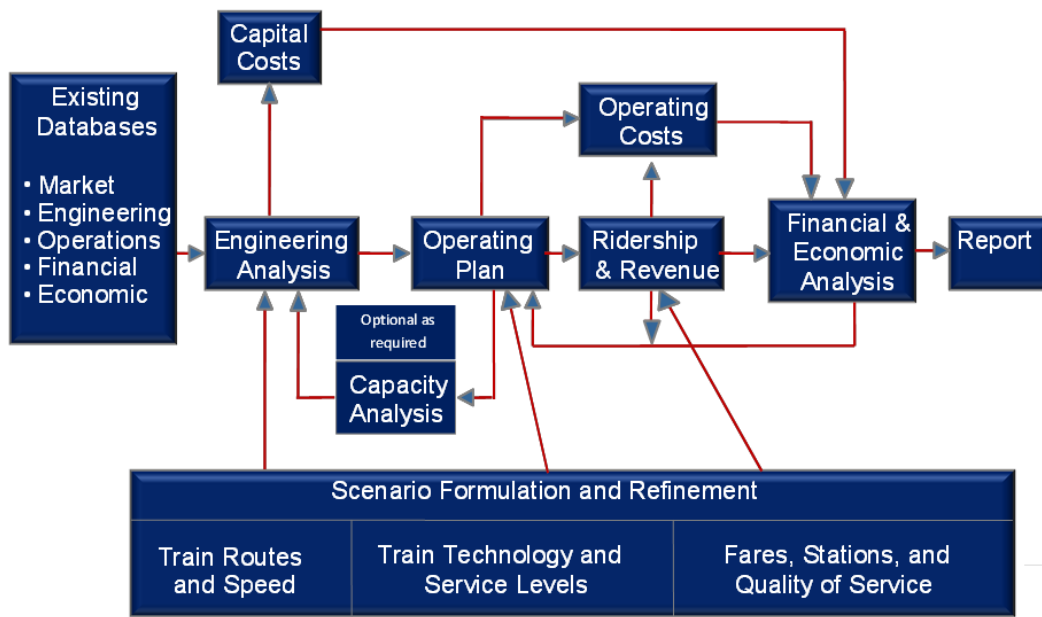 Capital
Costs
Existing
Databases
• Market
• Engineering
• Operations
• Financial
• Economic
Operating
Costs
Engineering
Analysis
Operating
Plan
Ridership
& Revenue
Financial &
Economic
Analysis
Report
Optional as
required
Capacity
Analysis
Scenario Formulation and Refinement
Train Routes
and Speed
Train Technology and
Service Levels
Fares, Stations, and
Quality of Service